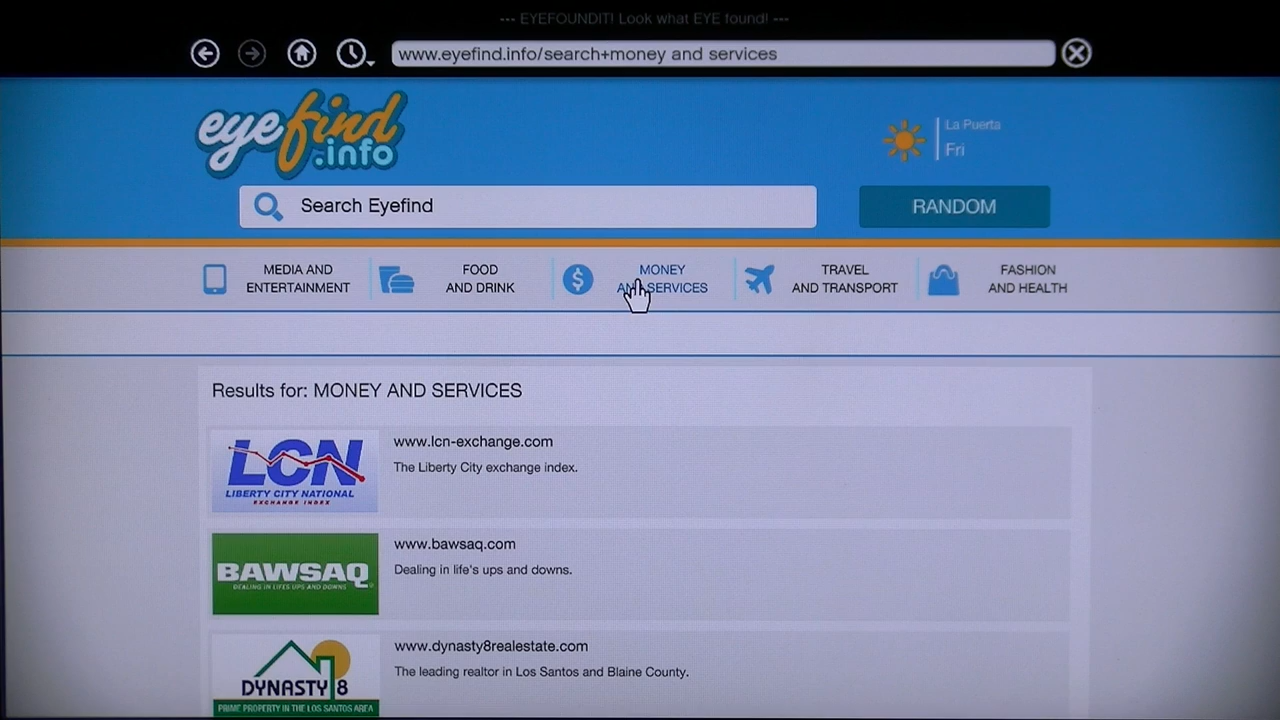 --- EYEFOUNDIT! Look what EYE found! ---
www.eyefind.info/search+money and services
eyefind
.info
La Puerta
Fri
Search Eyefind
RANDOM
MEDIA AND
ENTERTAINMENT
FOOD
AND DRINK
MONEY
AND SERVICES
TRAVEL
AND TRANSPORT
FASHION
AND HEALTH
Results for: MONEY AND SERVICES
LCN
LIBERTY CITY NATIONAL
EXCHANGE INDEX
www.lcn-exchange.com
The Liberty City exchange index.
BAWSAQ
DEALING IN LIFES UPS AND DOWNS
www.bawsaq.com
Dealing in life's ups and downs.
DYNASTY 8
PRIME PROPERTY IN THE LOS SANTOS AREA
www.dynasty8realestate.com
The leading realtor in Los Santos and Blaine County.